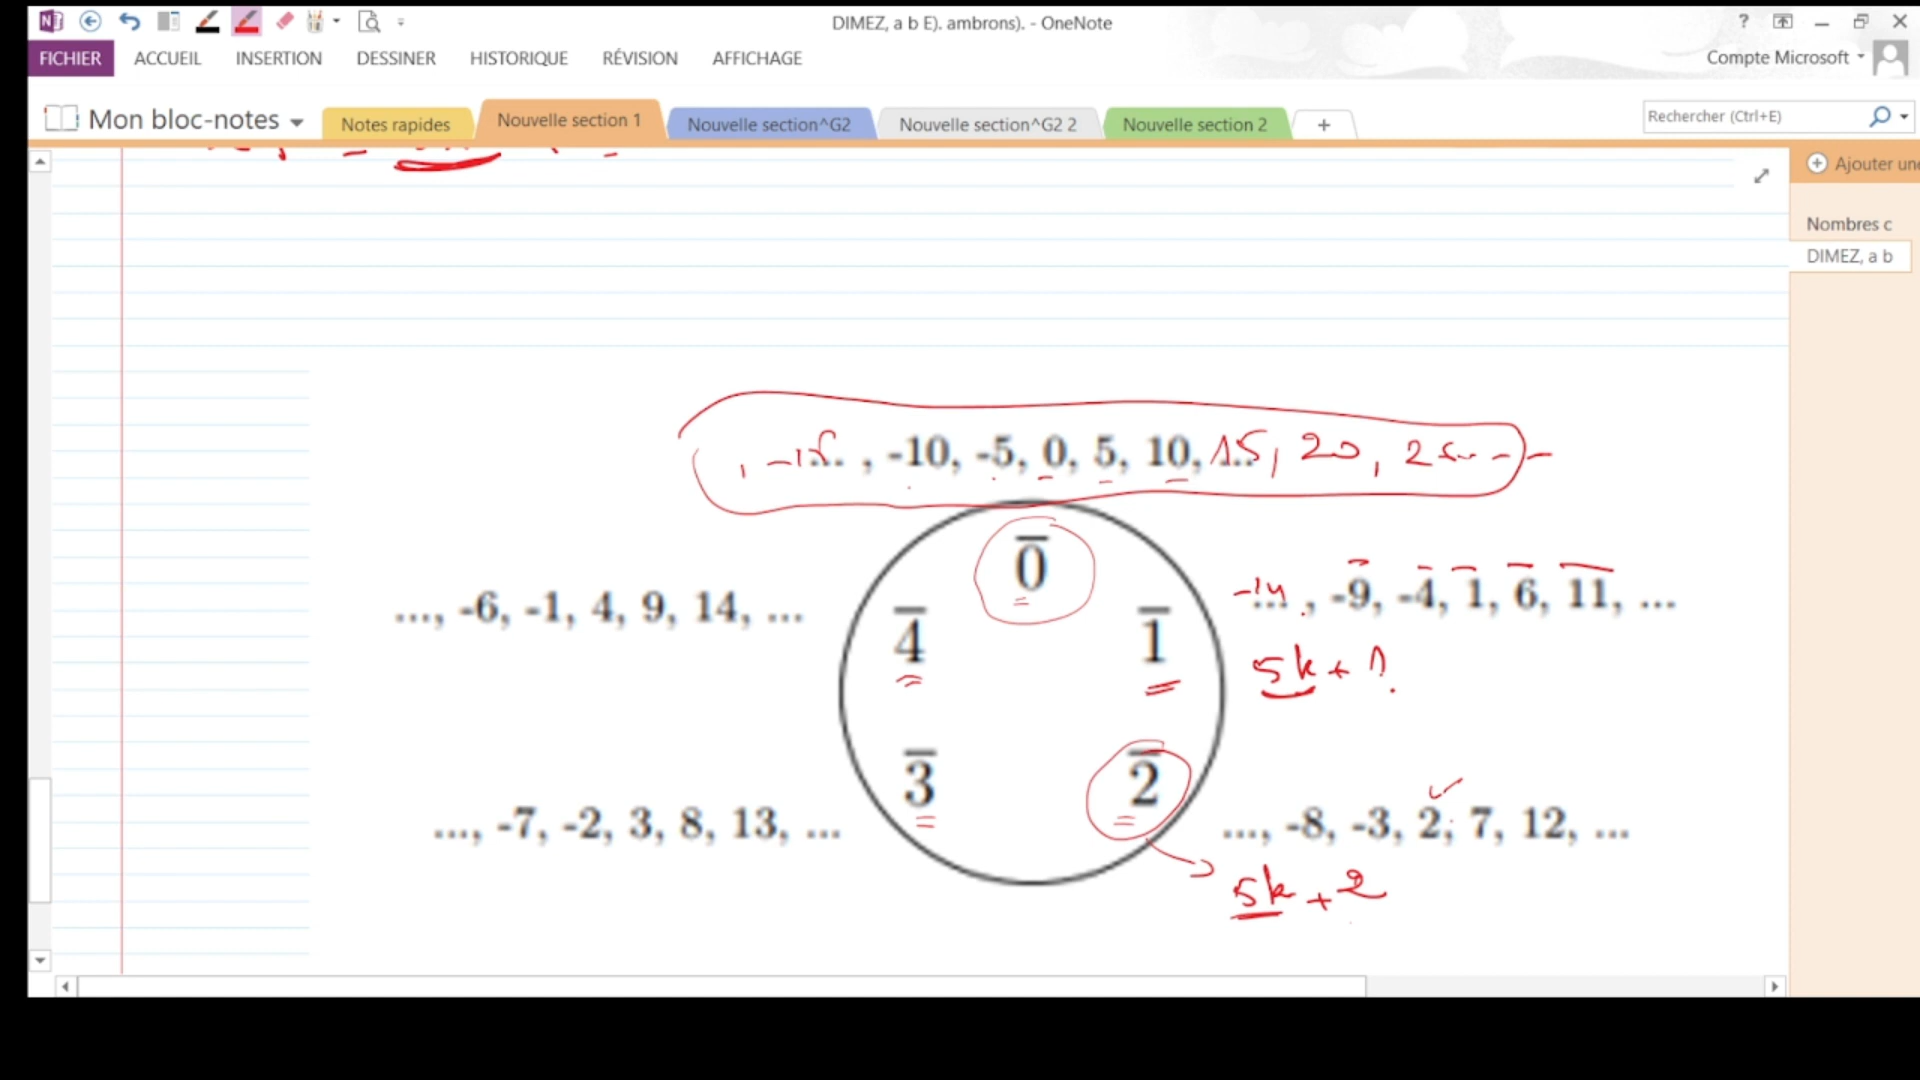 DIMEZ, a b E). ambrons). - OneNote
?
FICHIER ACCUEIL INSERTION DESSINER HISTORIQUE RÉVISION AFFICHAGE
Compte Microsoft
Mon bloc-notes
Notes rapides
Nouvelle section 1
Nouvelle section^G2
Nouvelle section^G2 2
Nouvelle section 2
+
Rechercher (Ctrl+E)
Ajouter une
Nombres c
DIMEZ, a b
, -15... , -10, -5, 0, 5, 10, 15, 20, 25 ---
0̅
-14 ... , -9, -4, 1, 6, 11, ...
..., -6, -1, 4, 9, 14, ...
4̅
1̅
5k + 1
3̅
2̅
..., -7, -2, 3, 8, 13, ...
..., -8, -3, 2, 7, 12, ...
5k + 2